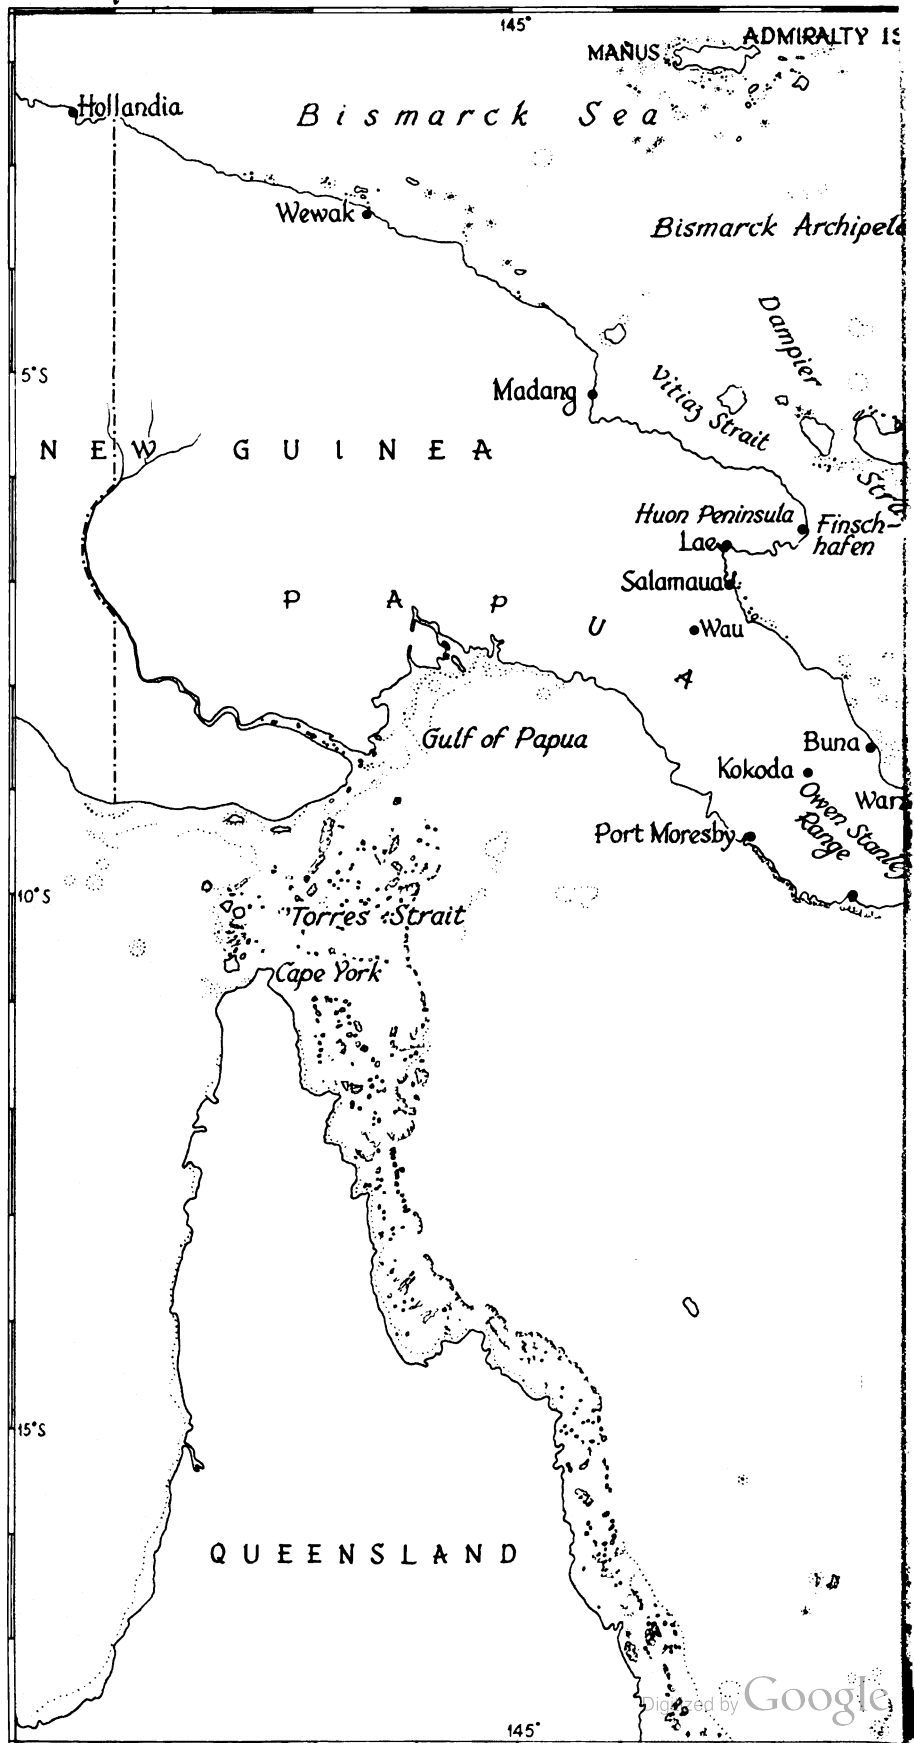 145°
ADMIRALTY IS
MANUS
Hollandia
Bismarck Sea
Wewak
Bismarck Archipela
Dampier
5°S
Vitiaz Strait
Madang
NEW GUINEA
Stra
Huon Peninsula
Finsch-
hafen
Lae
Salamaua
PAPUA
Wau
Gulf of Papua
Buna
Kokoda
Owen Stanley
Range
Port Moresby
10°S
Torres Strait
Cape York
15°S
QUEENSLAND
Digitized by Google
145°